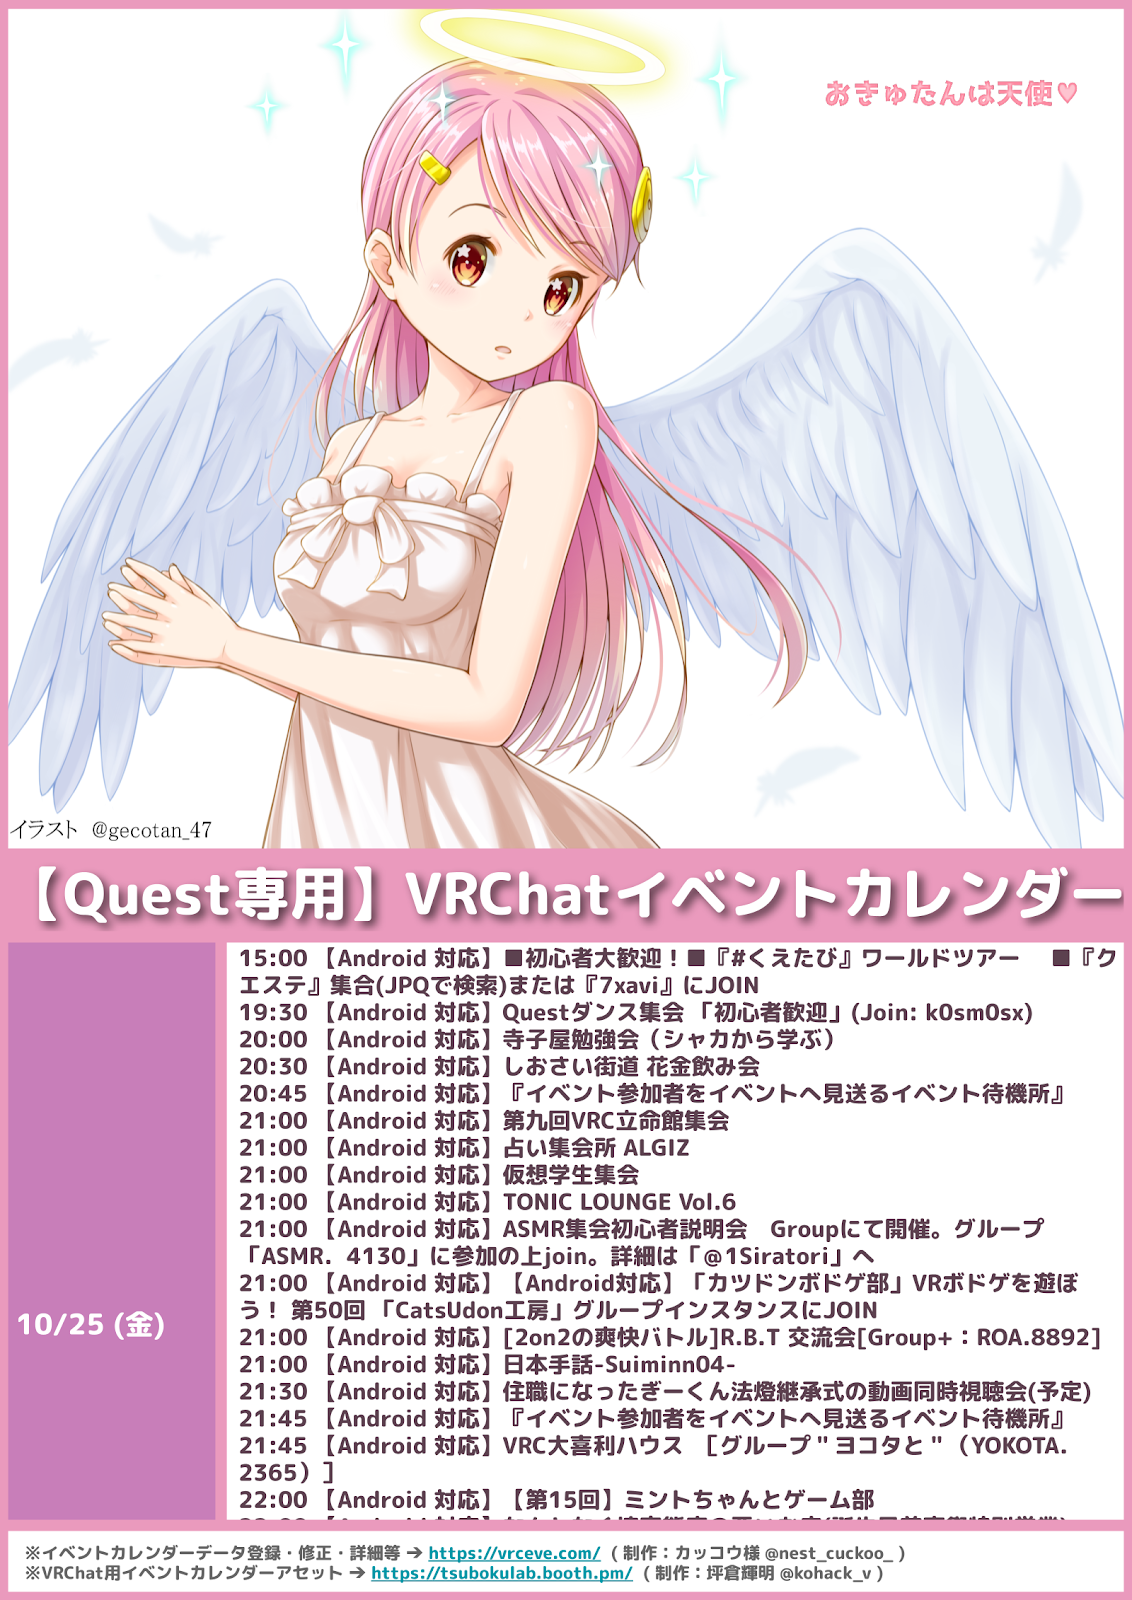 おきゅたんは天使♥
イラスト @gecotan_47
【Quest専用】VRChatイベントカレンダー
10/25 (金)
15:00 【Android 対応】■初心者大歓迎！■『#くえたび』ワールドツアー　■『ク
エステ』集合(JPQで検索)または『7xavi』にJOIN
19:30 【Android 対応】Questダンス集会 「初心者歓迎」(Join: k0sm0sx)
20:00 【Android 対応】寺子屋勉強会（シャカから学ぶ）
20:30 【Android 対応】しおさい街道 花金飲み会
20:45 【Android 対応】『イベント参加者をイベントへ見送るイベント待機所』
21:00 【Android 対応】第九回VRC立命館集会
21:00 【Android 対応】占い集会所 ALGIZ
21:00 【Android 対応】仮想学生集会
21:00 【Android 対応】TONIC LOUNGE Vol.6
21:00 【Android 対応】ASMR集会初心者説明会　Groupにて開催。グループ
「ASMR．4130」に参加の上join。詳細は「@1Siratori」へ
21:00 【Android 対応】【Android対応】「カツドンボドゲ部」VRボドゲを遊ぼ
う！ 第50回 「CatsUdon工房」グループインスタンスにJOIN
21:00 【Android 対応】[2on2の爽快バトル]R.B.T 交流会[Group+：ROA.8892]
21:00 【Android 対応】日本手話-Suiminn04-
21:30 【Android 対応】住職になったぎーくん法燈継承式の動画同時視聴会(予定)
21:45 【Android 対応】『イベント参加者をイベントへ見送るイベント待機所』
21:45 【Android 対応】VRC大喜利ハウス　[グループ＂ヨコタと＂（YOKOTA.
2365）]
22:00 【Android 対応】【第15回】ミントちゃんとゲーム部
※イベントカレンダーデータ登録・修正・詳細等 ➔ https://vrceve.com/ （制作：カッコウ様 @nest_cuckoo_）
※VRChat用イベントカレンダーアセット ➔ https://tsubokulab.booth.pm/ （制作：坪倉輝明 @kohack_v）